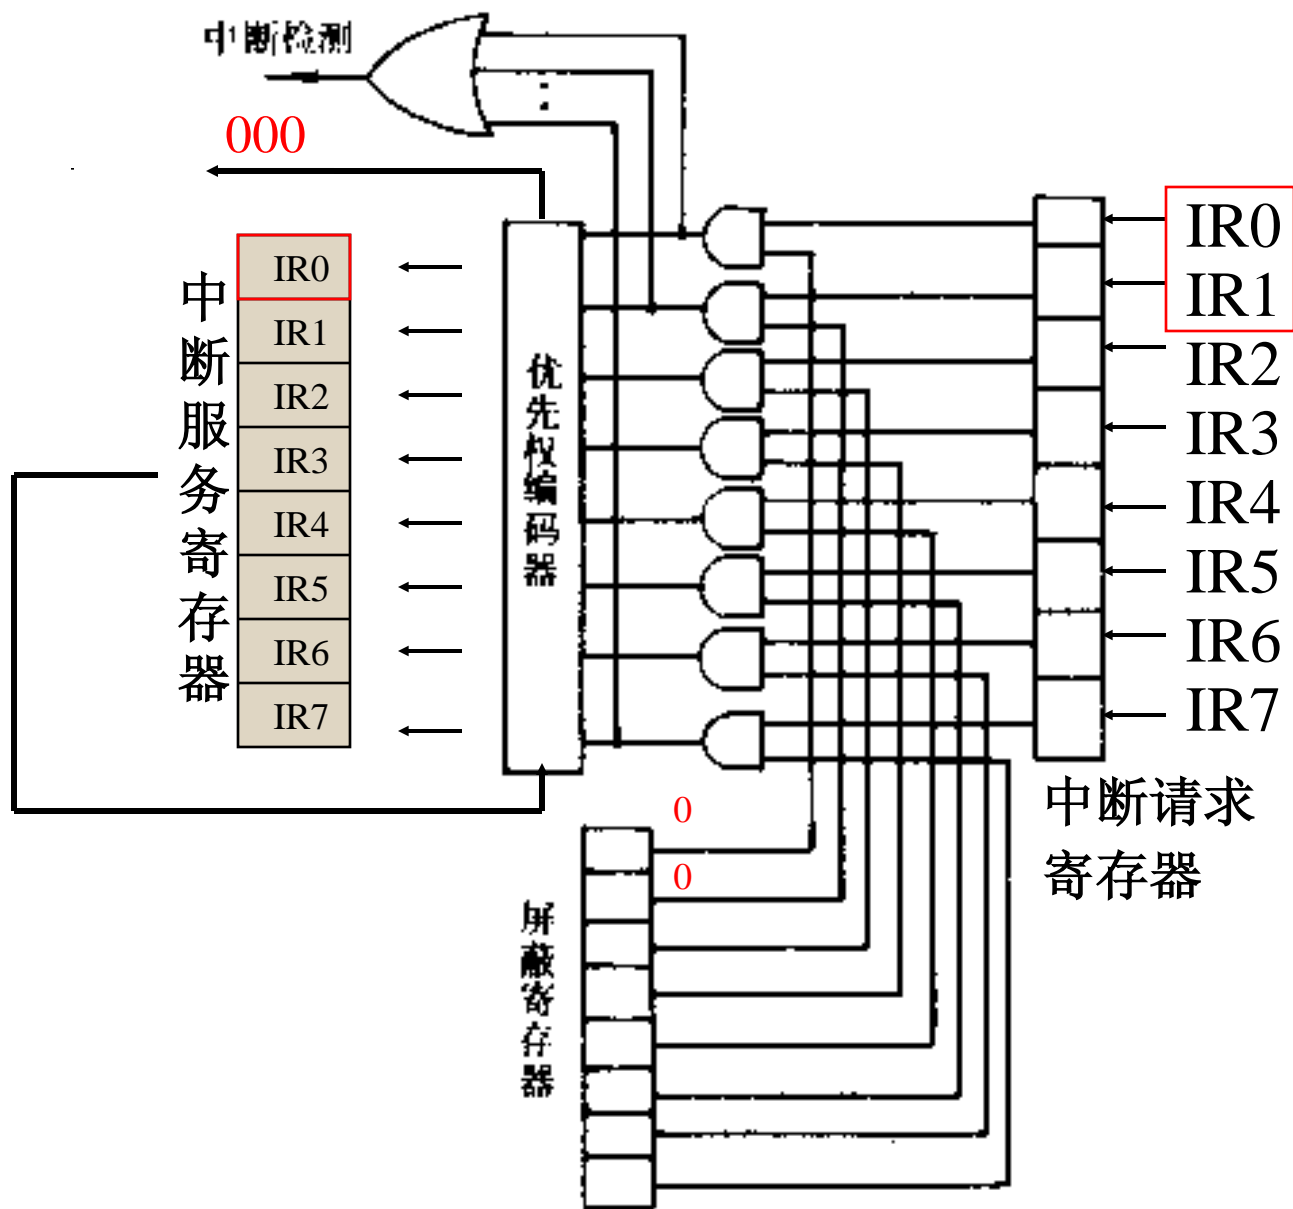 中断检测
000
中断服务寄存器
IR0
IR1
IR2
IR3
IR4
IR5
IR6
IR7
优先权编码器
IR0
IR1
IR2
IR3
IR4
IR5
IR6
IR7
中断请求
寄存器
0
0
屏蔽寄存器